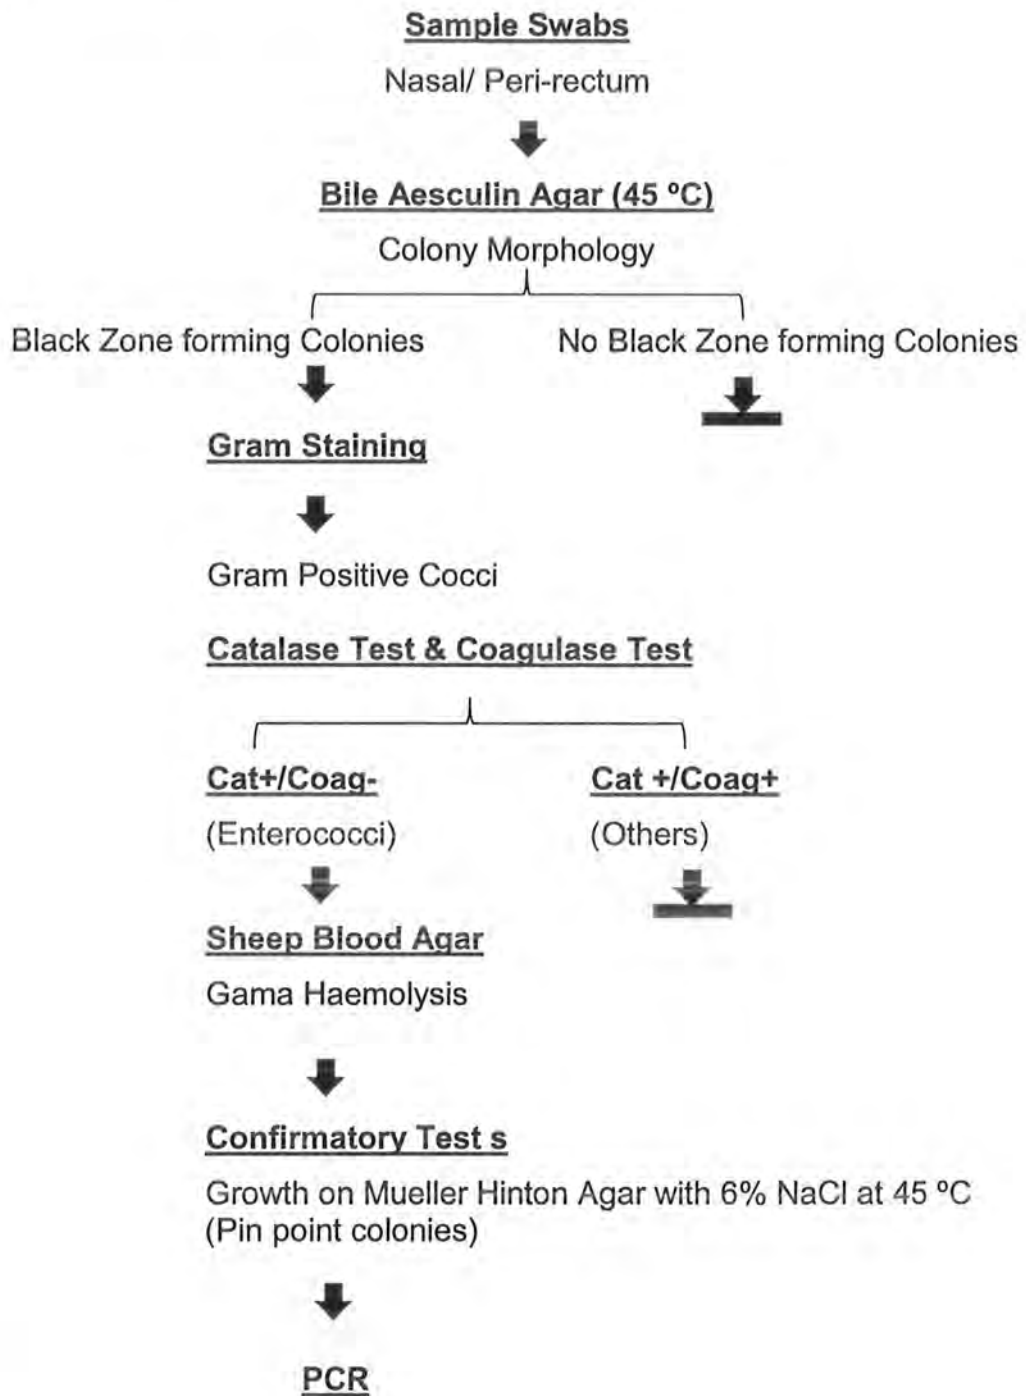 Sample Swabs
Nasal/ Peri-rectum
Bile Aesculin Agar (45 ºC)
Colony Morphology
Black Zone forming Colonies
No Black Zone forming Colonies
Gram Staining
Gram Positive Cocci
Catalase Test & Coagulase Test
Cat+/Coag-
Cat +/Coag+
(Enterococci)
(Others)
Sheep Blood Agar
Gama Haemolysis
Confirmatory Test s
Growth on Mueller Hinton Agar with 6% NaCl at 45 ºC
(Pin point colonies)
PCR